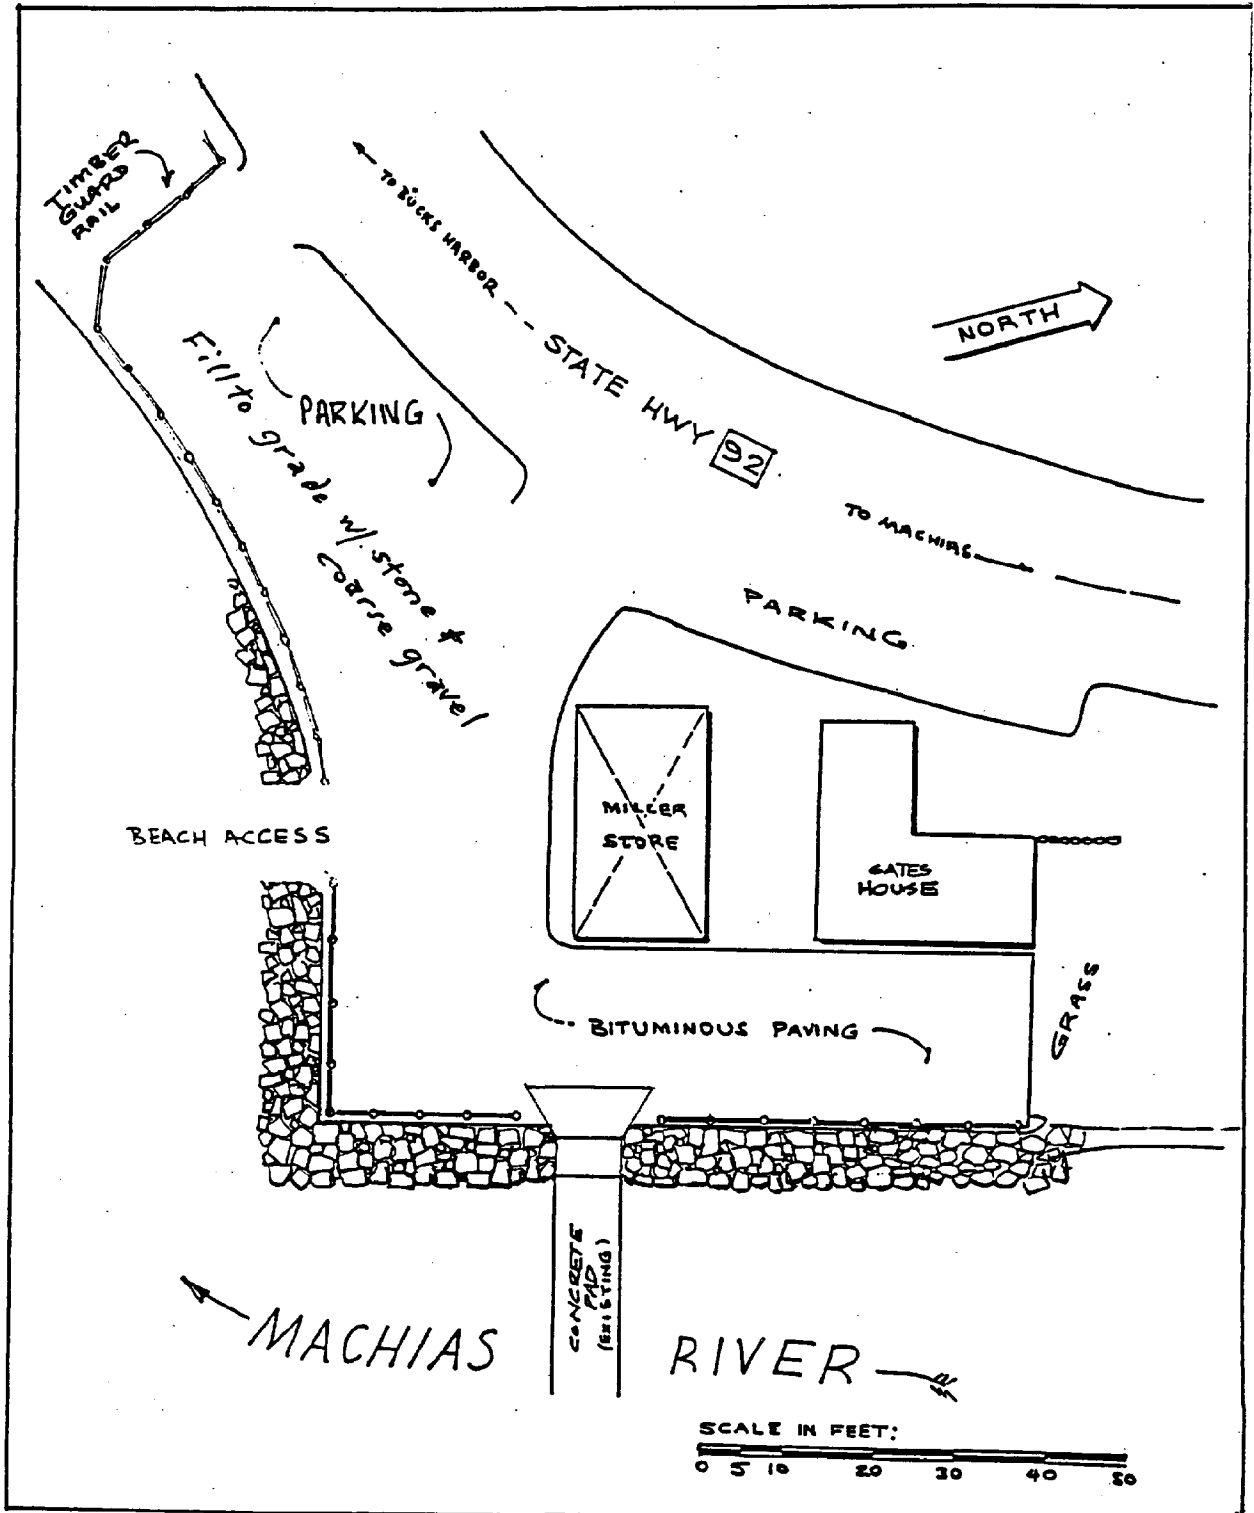 TIMBER
GUARD
RAIL
TO BUCKS HARBOR -- STATE HWY 92
TO MACHIAS
NORTH
PARKING
Fill to grade w/. stone &
coarse gravel
PARKING
MILLER
STORE
GATES
HOUSE
BEACH ACCESS
GRASS
BITUMINOUS PAVING
CONCRETE
PAD
(EXISTING)
MACHIAS RIVER
SCALE IN FEET:
0 5 10 20 30 40 50